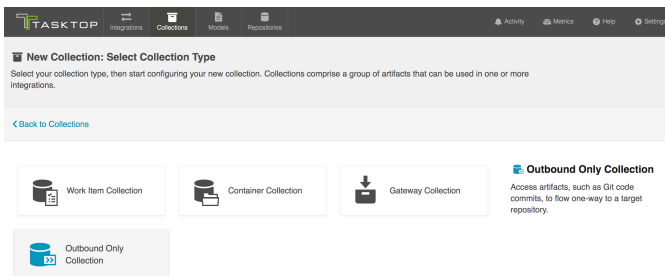 TASKTOP
Integrations
Collections
Models
Repositories
Activity
Metrics
Help
Settings
New Collection: Select Collection Type
Select your collection type, then start configuring your new collection. Collections comprise a group of artifacts that can be used in one or more
integrations.
Back to Collections
Work Item Collection
Container Collection
Gateway Collection
Outbound Only Collection
Access artifacts, such as Git code
commits, to flow one-way to a target
repository.
Outbound Only
Collection